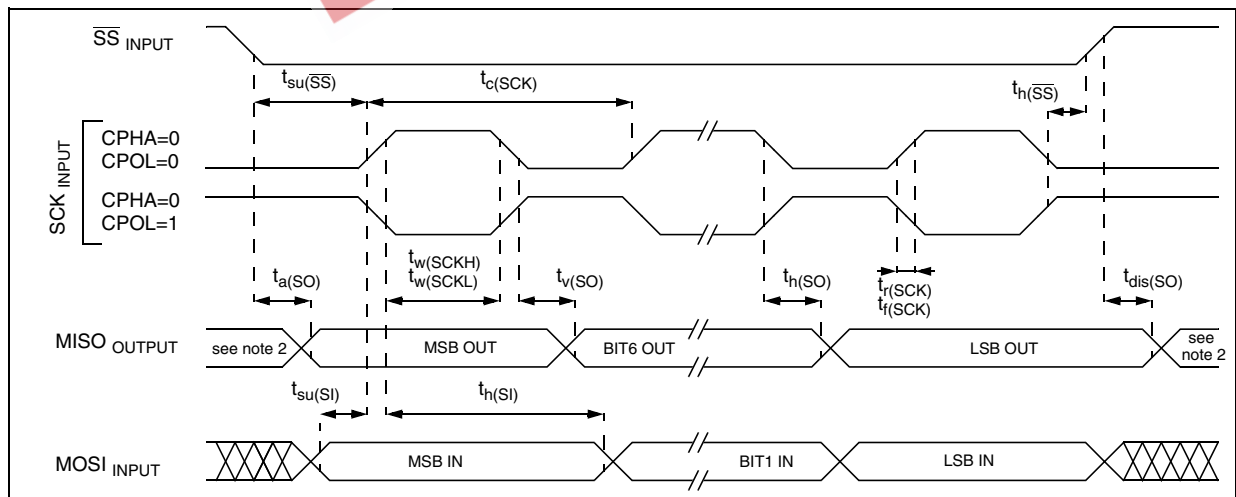 SS INPUT
tsu(SS)
tc(SCK)
th(SS)
SCK INPUT
CPHA=0
CPOL=0
CPHA=0
CPOL=1
ta(SO)
tw(SCKH)
tw(SCKL)
tv(SO)
th(SO)
tr(SCK)
tf(SCK)
tdis(SO)
MISO OUTPUT
see note 2
MSB OUT
BIT6 OUT
LSB OUT
see
note 2
tsu(SI)
th(SI)
MOSI INPUT
MSB IN
BIT1 IN
LSB IN